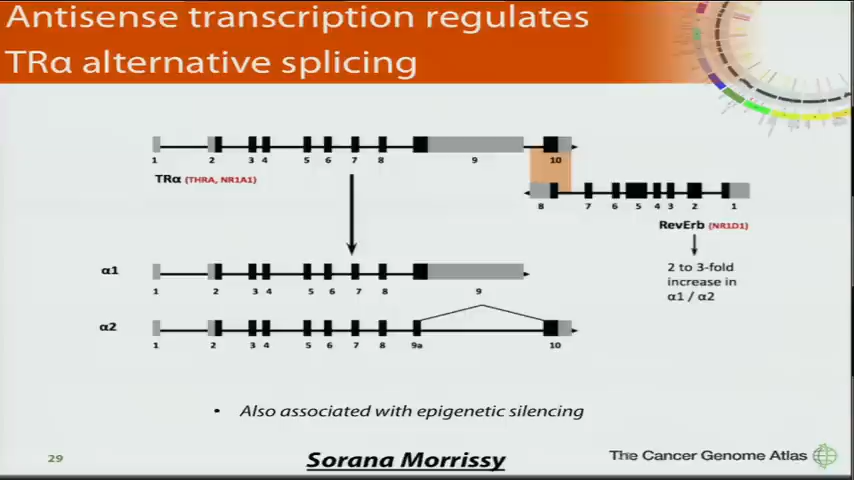 Antisense transcription regulates
TRα alternative splicing
1 2 3 4 5 6 7 8 9 10
TRα (THRA, NR1A1)
8 7 6 5 4 3 2 1
RevErb (NR1D1)
2 to 3-fold
increase in
α1 / α2
α1
1 2 3 4 5 6 7 8 9
α2
1 2 3 4 5 6 7 8 9a 10
• Also associated with epigenetic silencing
29
Sorana Morrissy
The Cancer Genome Atlas